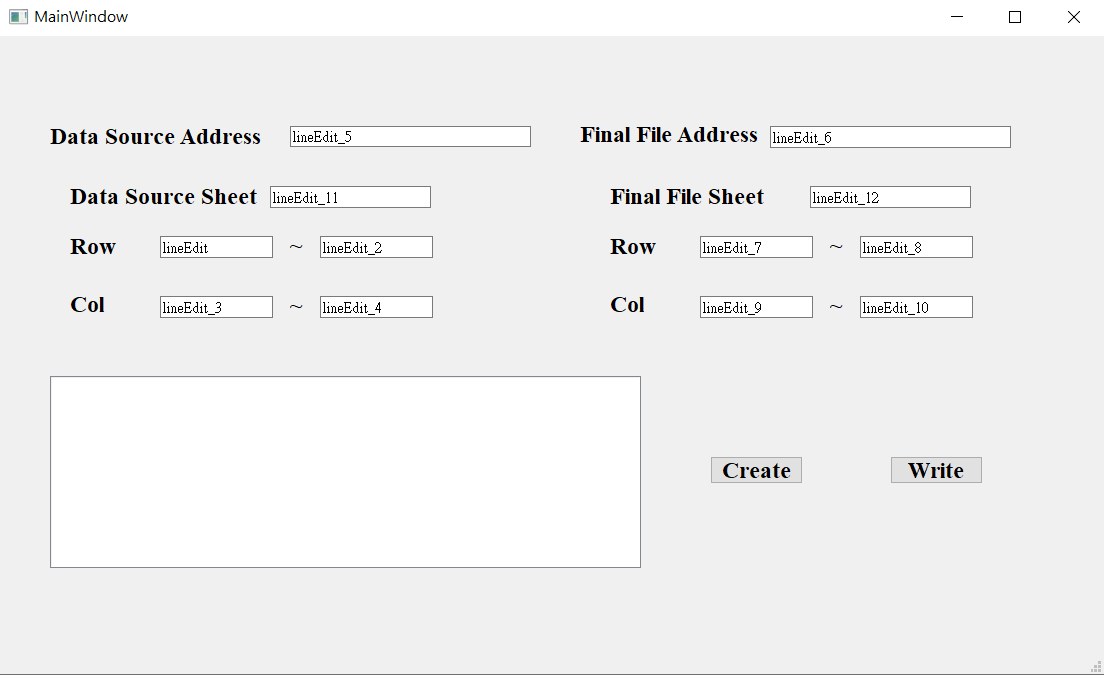 MainWindow
Data Source Address lineEdit_5 Final File Address lineEdit_6
Data Source Sheet lineEdit_11 Final File Sheet lineEdit_12
Row lineEdit ~ lineEdit_2 Row lineEdit_7 ~ lineEdit_8
Col lineEdit_3 ~ lineEdit_4 Col lineEdit_9 ~ lineEdit_10
Create Write